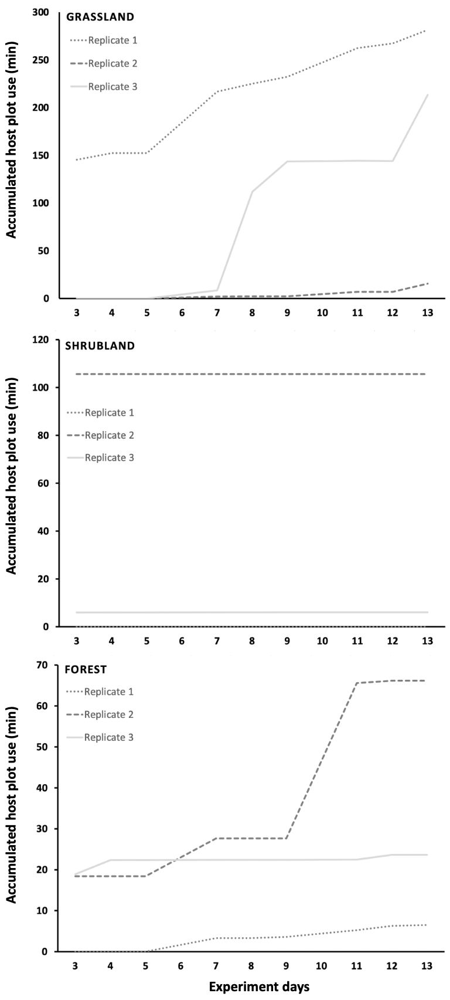 GRASSLAND
Replicate 1
Replicate 2
Replicate 3
Accumulated host plot use (min)
300
250
200
150
100
50
0
3 4 5 6 7 8 9 10 11 12 13
SHRUBLAND
Replicate 1
Replicate 2
Replicate 3
Accumulated host plot use (min)
120
100
80
60
40
20
0
3 4 5 6 7 8 9 10 11 12 13
FOREST
Replicate 1
Replicate 2
Replicate 3
Accumulated host plot use (min)
70
60
50
40
30
20
10
0
3 4 5 6 7 8 9 10 11 12 13
Experiment days